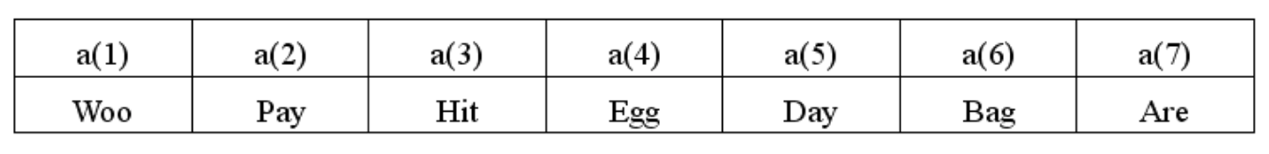 a(1) a(2) a(3) a(4) a(5) a(6) a(7)
Woo Pay Hit Egg Day Bag Are